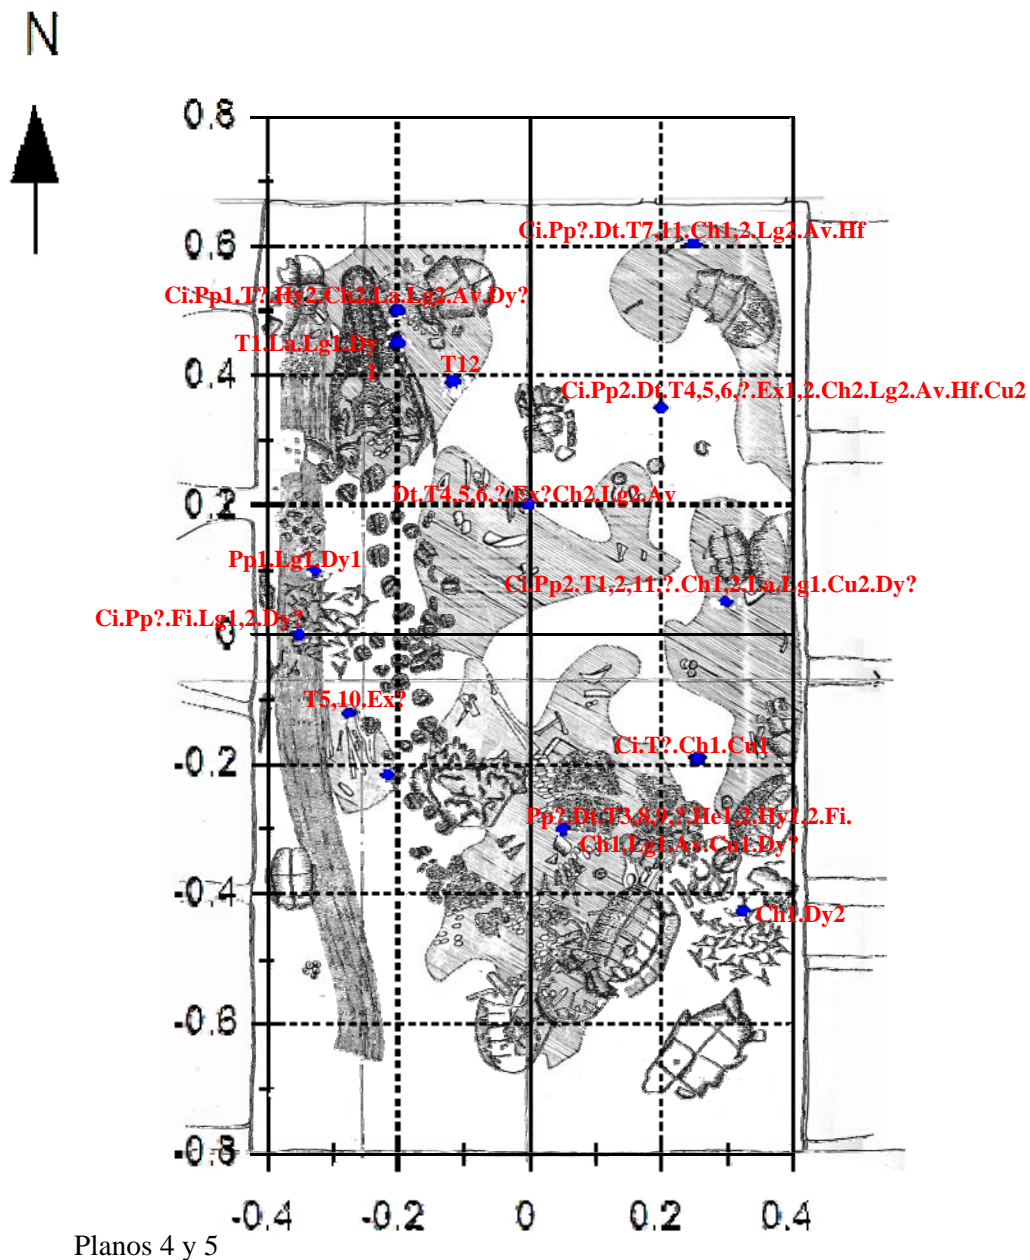 N
0.8
Ci.Pp?.Dt.T7,11,Ch1,2.Lg2.Av.Hf
0.6
Ci.Pp1.T?.Hy2.Ch2.La.Lg2.Av.Dy?
T1.La.Lg1.Dy
1
T12
0.4
Ci.Pp2.Dt.T4,5,6,?.Ex1,2.Ch2.Lg2.Av.Hf.Cu2
Dt.T4,5,6,?.Ex?Ch2.Lg2.Av
0.2
Pp1.Lg1.Dy1
Ci.Pp2,T1,2,11,?.Ch1,2.La.Lg1.Cu2.Dy?
Ci.Pp?.Fi.Lg1,2.Dy?
0
T5,10.Ex?
Ci.T?.Ch1.Cu1
-0.2
Pp?.Dt.T3,8,9,?.He1,2.Hy1,2.Fi.
Ch1.Lg1.Av.Cu1.Dy?
-0.4
Ch1.Dy2
-0.6
-0.8
-0.4 -0.2 0 0.2 0.4
Planos 4 y 5